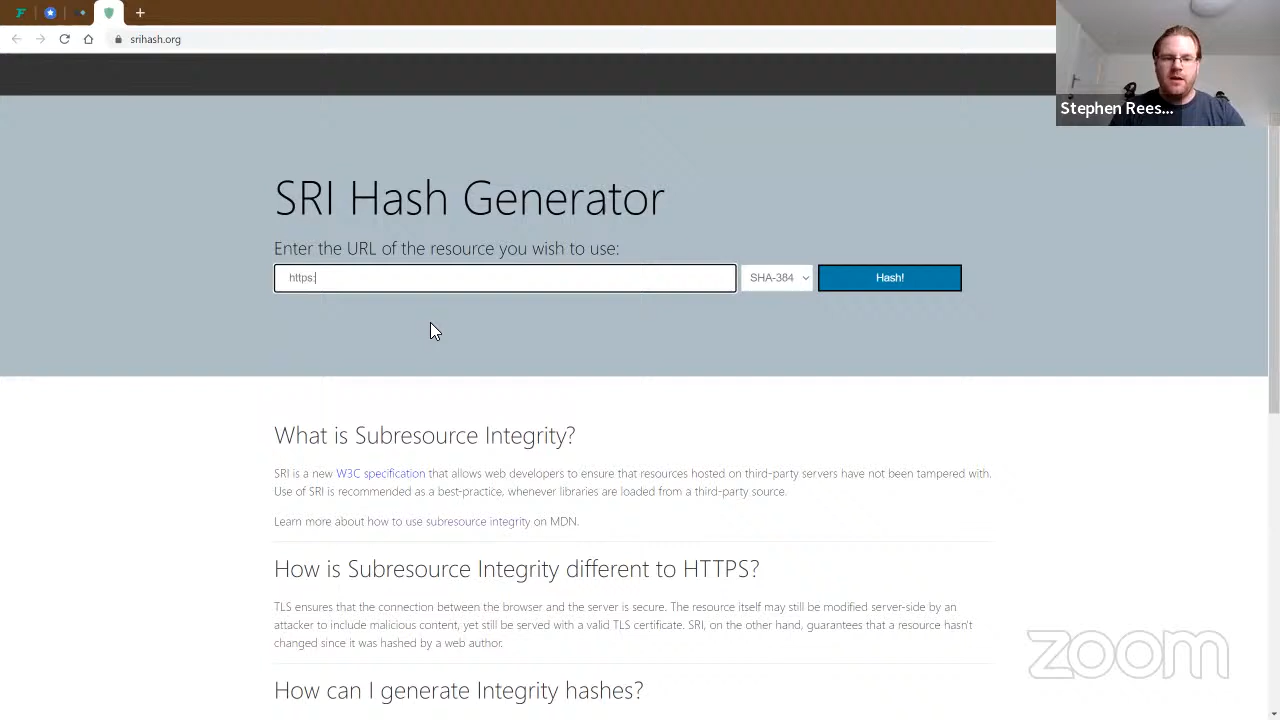 srihash.org
Stephen Rees...
SRI Hash Generator
Enter the URL of the resource you wish to use:
https:
SHA-384
Hash!
What is Subresource Integrity?
SRI is a new W3C specification that allows web developers to ensure that resources hosted on third-party servers have not been tampered with.
Use of SRI is recommended as a best-practice, whenever libraries are loaded from a third-party source.
Learn more about how to use subresource integrity on MDN.
How is Subresource Integrity different to HTTPS?
TLS ensures that the connection between the browser and the server is secure. The resource itself may still be modified server-side by an
attacker to include malicious content, yet still be served with a valid TLS certificate. SRI, on the other hand, guarantees that a resource hasn't
changed since it was hashed by a web author.
zoom
How can I generate Integrity hashes?